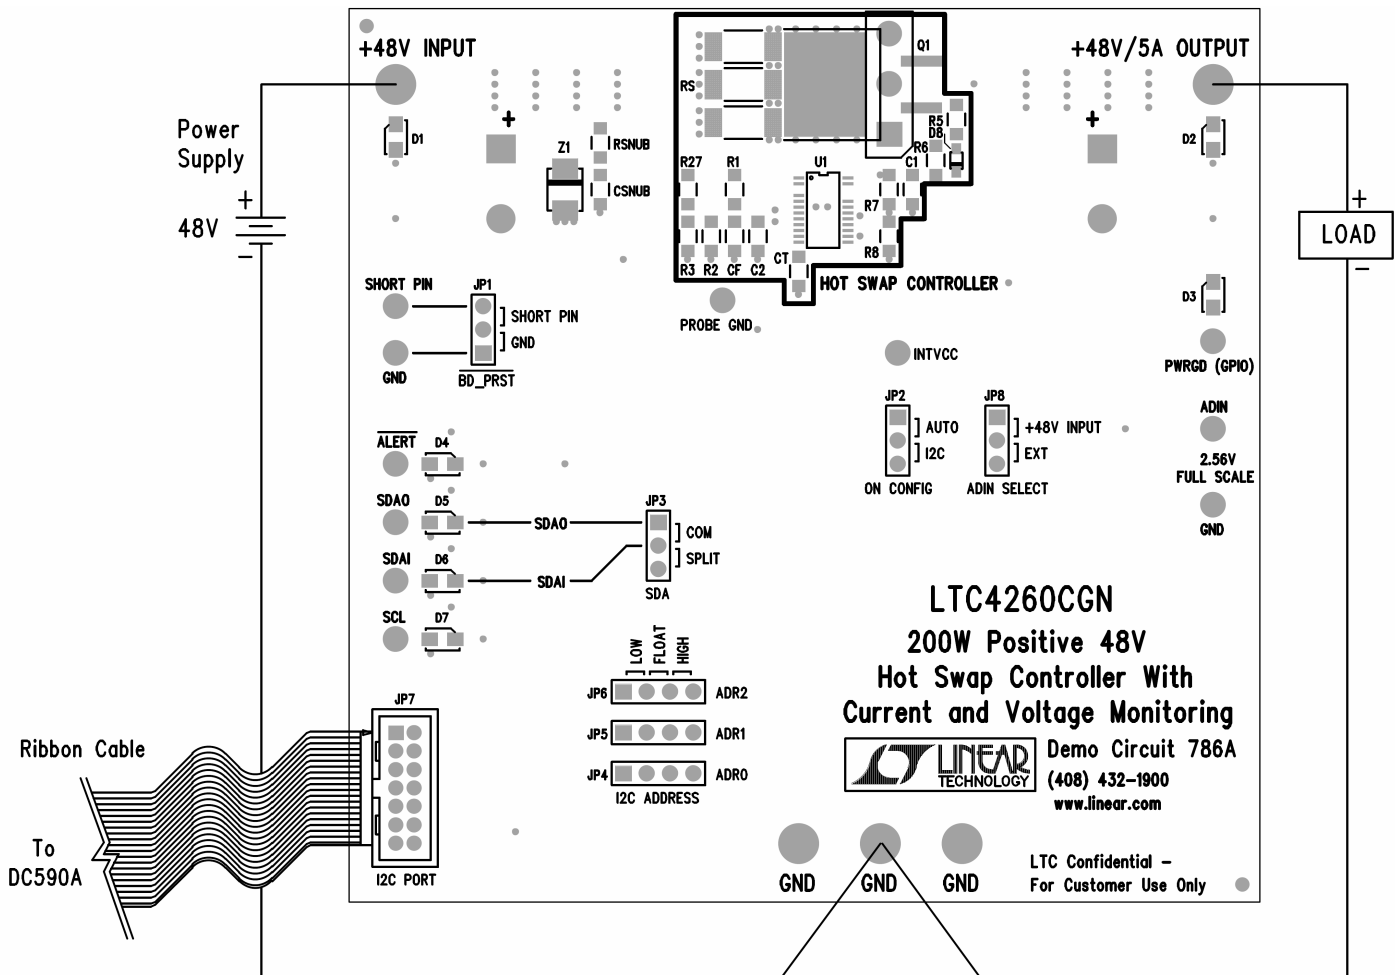 +48V INPUT
+48V/5A OUTPUT
Power
Supply
+
48V
-
D1
+
Z1
RSNUB
CSNUB
RS
Q1
R5
D8
R6
R27
R1
U1
C1
R7
R3
R2
CF
C2
CT
R8
HOT SWAP CONTROLLER
PROBE GND
+
D2
+
LOAD
-
D3
PWRGD (GPIO)
SHORT PIN
JP1
SHORT PIN
GND
GND
BD_PRST
INTVCC
JP2
AUTO
I2C
ON CONFIG
JP8
+48V INPUT
EXT
ADIN SELECT
ADIN
2.56V
FULL SCALE
GND
ALERT
D4
SDAO
D5
SDAO
JP3
COM
SPLIT
SDA
SDAI
D6
SDAI
SCL
D7
LTC4260CGN
200W Positive 48V
Hot Swap Controller With
Current and Voltage Monitoring
LOW
FLOAT
HIGH
JP6
ADR2
JP5
ADR1
JP4
ADR0
I2C ADDRESS
LINEAR
TECHNOLOGY
Demo Circuit 786A
(408) 432-1900
www.linear.com
JP7
Ribbon Cable
To
DC590A
I2C PORT
GND
GND
GND
LTC Confidential -
For Customer Use Only